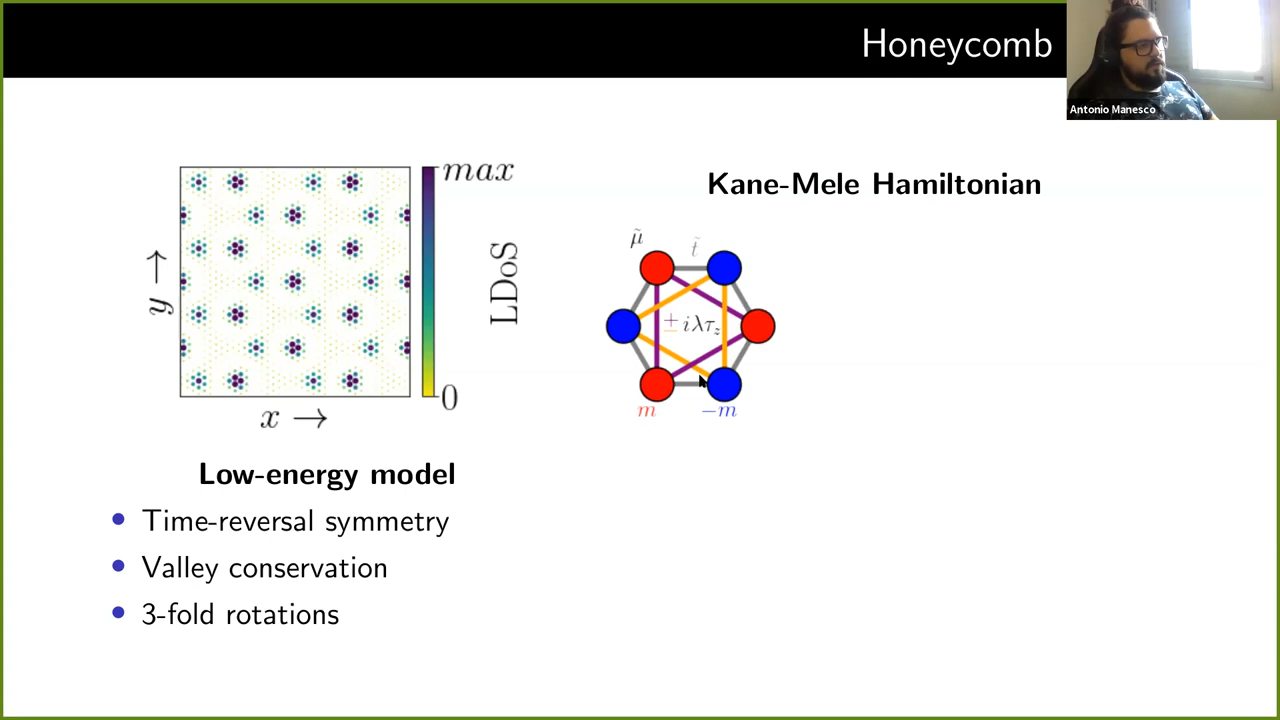 Honeycomb
Antonio Manesco
max
LDoS
0
y →
x →
Low-energy model
• Time-reversal symmetry
• Valley conservation
• 3-fold rotations
Kane-Mele Hamiltonian
μ̃
t̃
± iλτ_z
m
−m